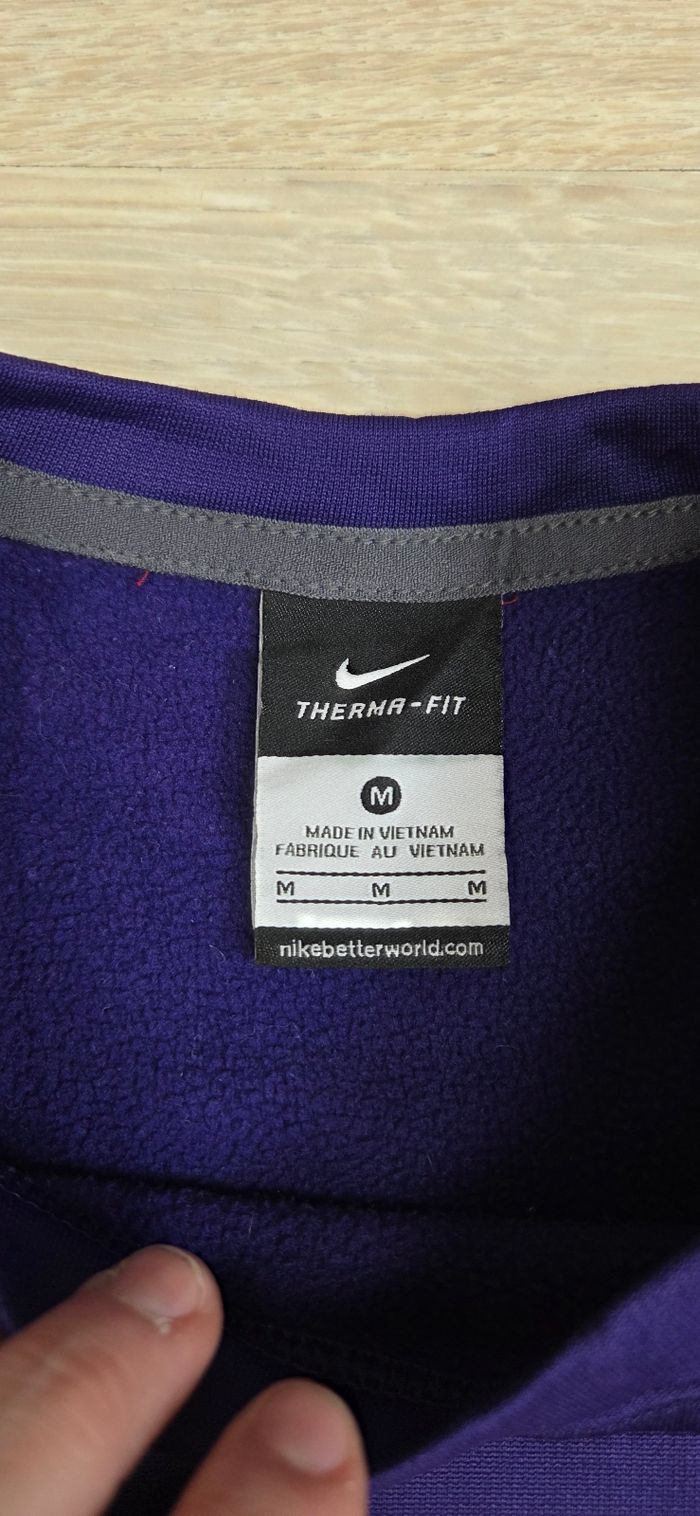 THERMA-FIT
M
MADE IN VIETNAM
FABRIQUE AU VIETNAM
M M M
nikebetterworld.com